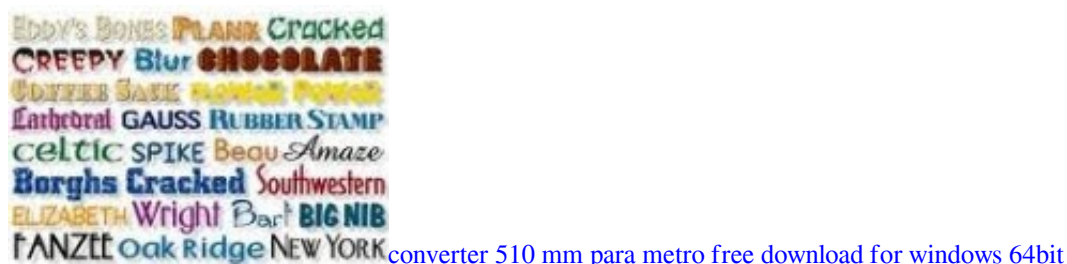 EDDY'S BONES PLANK Cracked
CREEPY Blur CHOCOLATE
COFFEE SACK FLOWER POWER
Cathedral GAUSS RUBBER STAMP
CELTIC SPIKE Beau Amaze
Borghs Cracked Southwestern
ELIZABETH Wright Bart BIG NIB
FANZEE Oak Ridge NEW YORK converter 510 mm para metro free download for windows 64bit